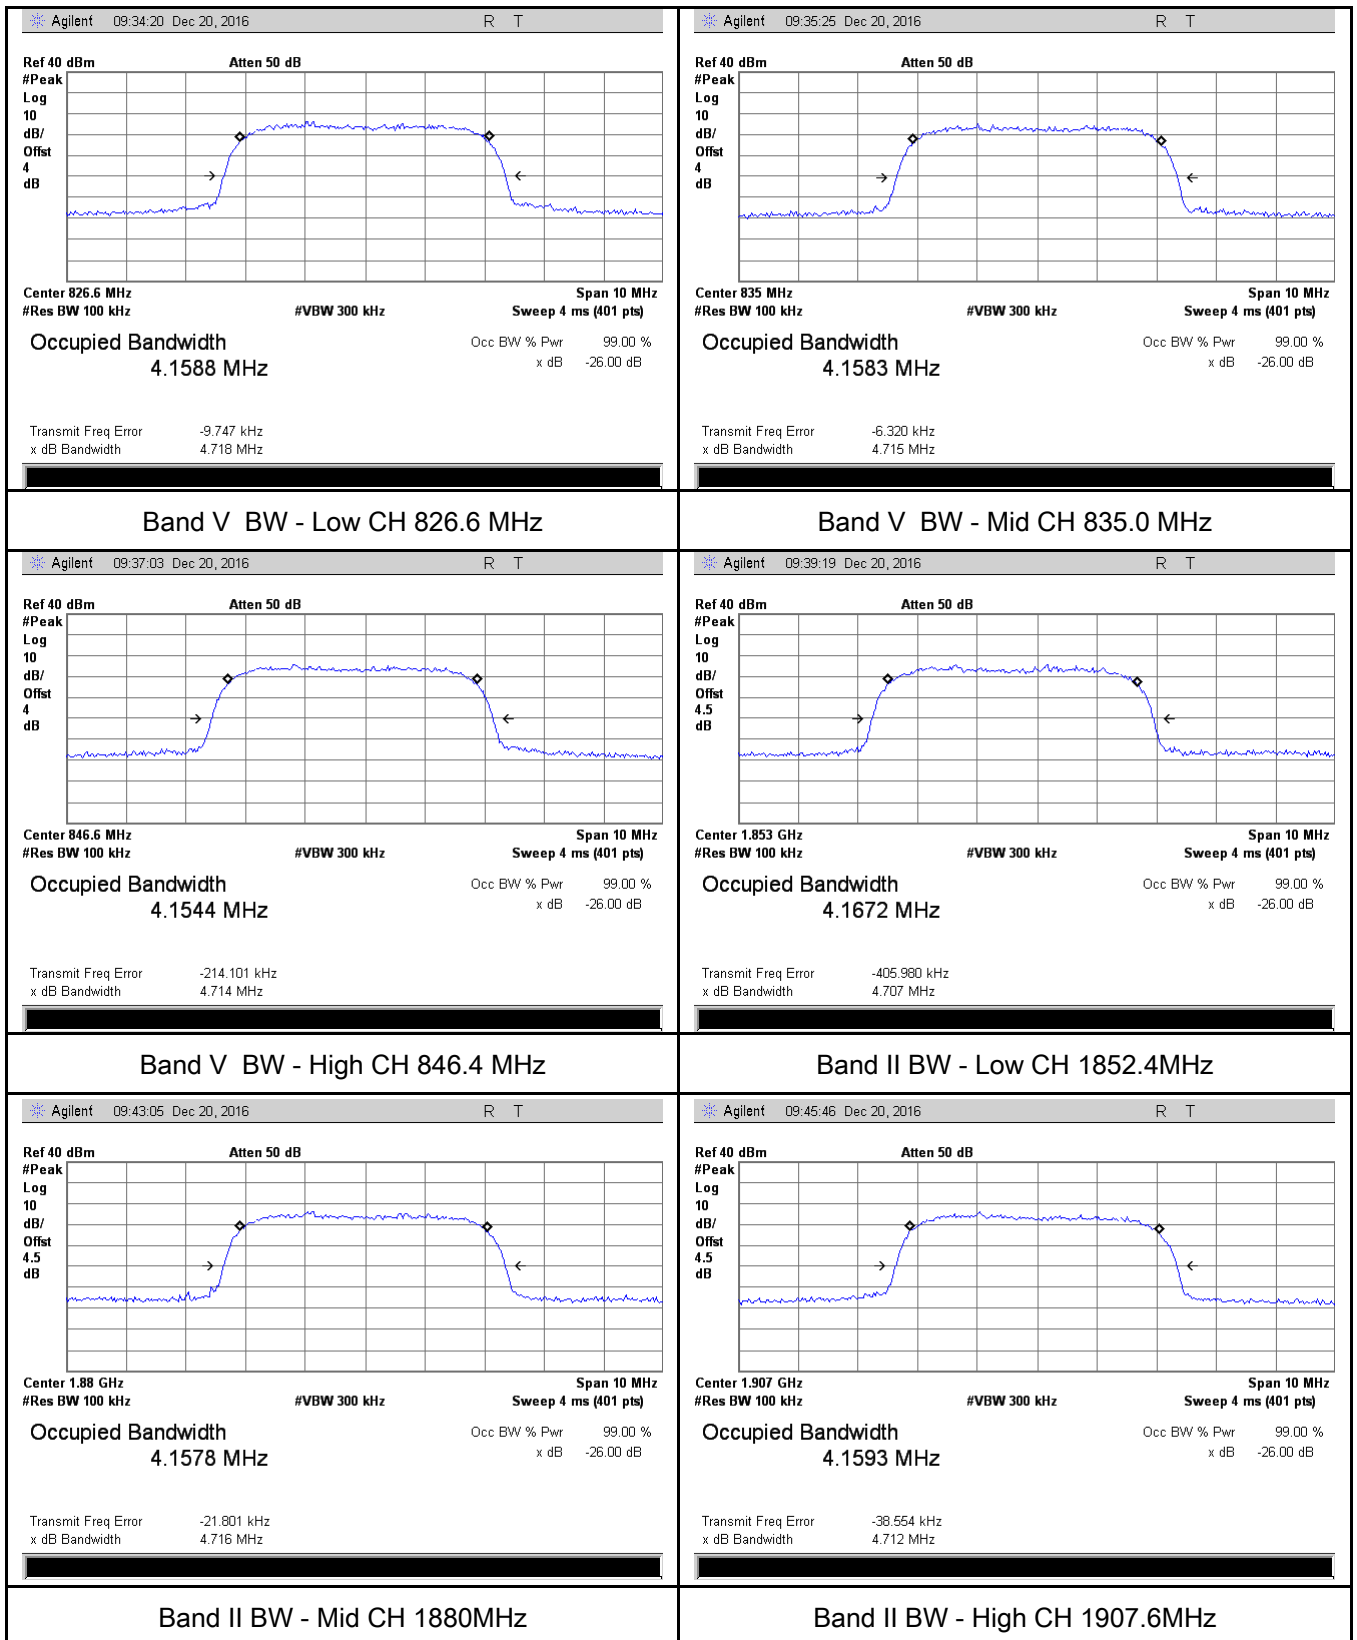 Agilent 09:34:20 Dec 20, 2016 R T
Ref 40 dBm Atten 50 dB
#Peak
Log
10
dB/
Offst
4
dB
Center 826.6 MHz Span 10 MHz
#Res BW 100 kHz #VBW 300 kHz Sweep 4 ms (401 pts)
Occupied Bandwidth Occ BW % Pwr 99.00 %
4.1588 MHz x dB -26.00 dB
Transmit Freq Error -9.747 kHz
x dB Bandwidth 4.718 MHz
Band V BW - Low CH 826.6 MHz
Agilent 09:35:25 Dec 20, 2016 R T
Ref 40 dBm Atten 50 dB
#Peak
Log
10
dB/
Offst
4
dB
Center 835 MHz Span 10 MHz
#Res BW 100 kHz #VBW 300 kHz Sweep 4 ms (401 pts)
Occupied Bandwidth Occ BW % Pwr 99.00 %
4.1583 MHz x dB -26.00 dB
Transmit Freq Error -6.320 kHz
x dB Bandwidth 4.715 MHz
Band V BW - Mid CH 835.0 MHz
Agilent 09:37:03 Dec 20, 2016 R T
Ref 40 dBm Atten 50 dB
#Peak
Log
10
dB/
Offst
4
dB
Center 846.6 MHz Span 10 MHz
#Res BW 100 kHz #VBW 300 kHz Sweep 4 ms (401 pts)
Occupied Bandwidth Occ BW % Pwr 99.00 %
4.1544 MHz x dB -26.00 dB
Transmit Freq Error -214.101 kHz
x dB Bandwidth 4.714 MHz
Band V BW - High CH 846.4 MHz
Agilent 09:39:19 Dec 20, 2016 R T
Ref 40 dBm Atten 50 dB
#Peak
Log
10
dB/
Offst
4.5
dB
Center 1.853 GHz Span 10 MHz
#Res BW 100 kHz #VBW 300 kHz Sweep 4 ms (401 pts)
Occupied Bandwidth Occ BW % Pwr 99.00 %
4.1672 MHz x dB -26.00 dB
Transmit Freq Error -405.980 kHz
x dB Bandwidth 4.707 MHz
Band II BW - Low CH 1852.4MHz
Agilent 09:43:05 Dec 20, 2016 R T
Ref 40 dBm Atten 50 dB
#Peak
Log
10
dB/
Offst
4.5
dB
Center 1.88 GHz Span 10 MHz
#Res BW 100 kHz #VBW 300 kHz Sweep 4 ms (401 pts)
Occupied Bandwidth Occ BW % Pwr 99.00 %
4.1578 MHz x dB -26.00 dB
Transmit Freq Error -21.801 kHz
x dB Bandwidth 4.716 MHz
Band II BW - Mid CH 1880MHz
Agilent 09:45:46 Dec 20, 2016 R T
Ref 40 dBm Atten 50 dB
#Peak
Log
10
dB/
Offst
4.5
dB
Center 1.907 GHz Span 10 MHz
#Res BW 100 kHz #VBW 300 kHz Sweep 4 ms (401 pts)
Occupied Bandwidth Occ BW % Pwr 99.00 %
4.1593 MHz x dB -26.00 dB
Transmit Freq Error -38.554 kHz
x dB Bandwidth 4.712 MHz
Band II BW - High CH 1907.6MHz